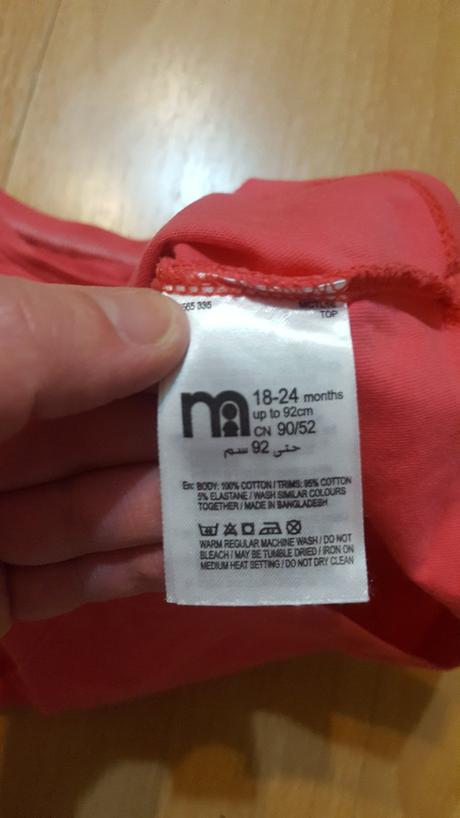 565 335
TOP
m
18-24 months
up to 92cm
CN 90/52
حتى 92 سم
En: BODY: 100% COTTON / TRIMS: 95% COTTON
5% ELASTANE / WASH SIMILAR COLOURS
TOGETHER / MADE IN BANGLADESH
WARM REGULAR MACHINE WASH / DO NOT
BLEACH / MAY BE TUMBLE DRIED / IRON ON
MEDIUM HEAT SETTING / DO NOT DRY CLEAN